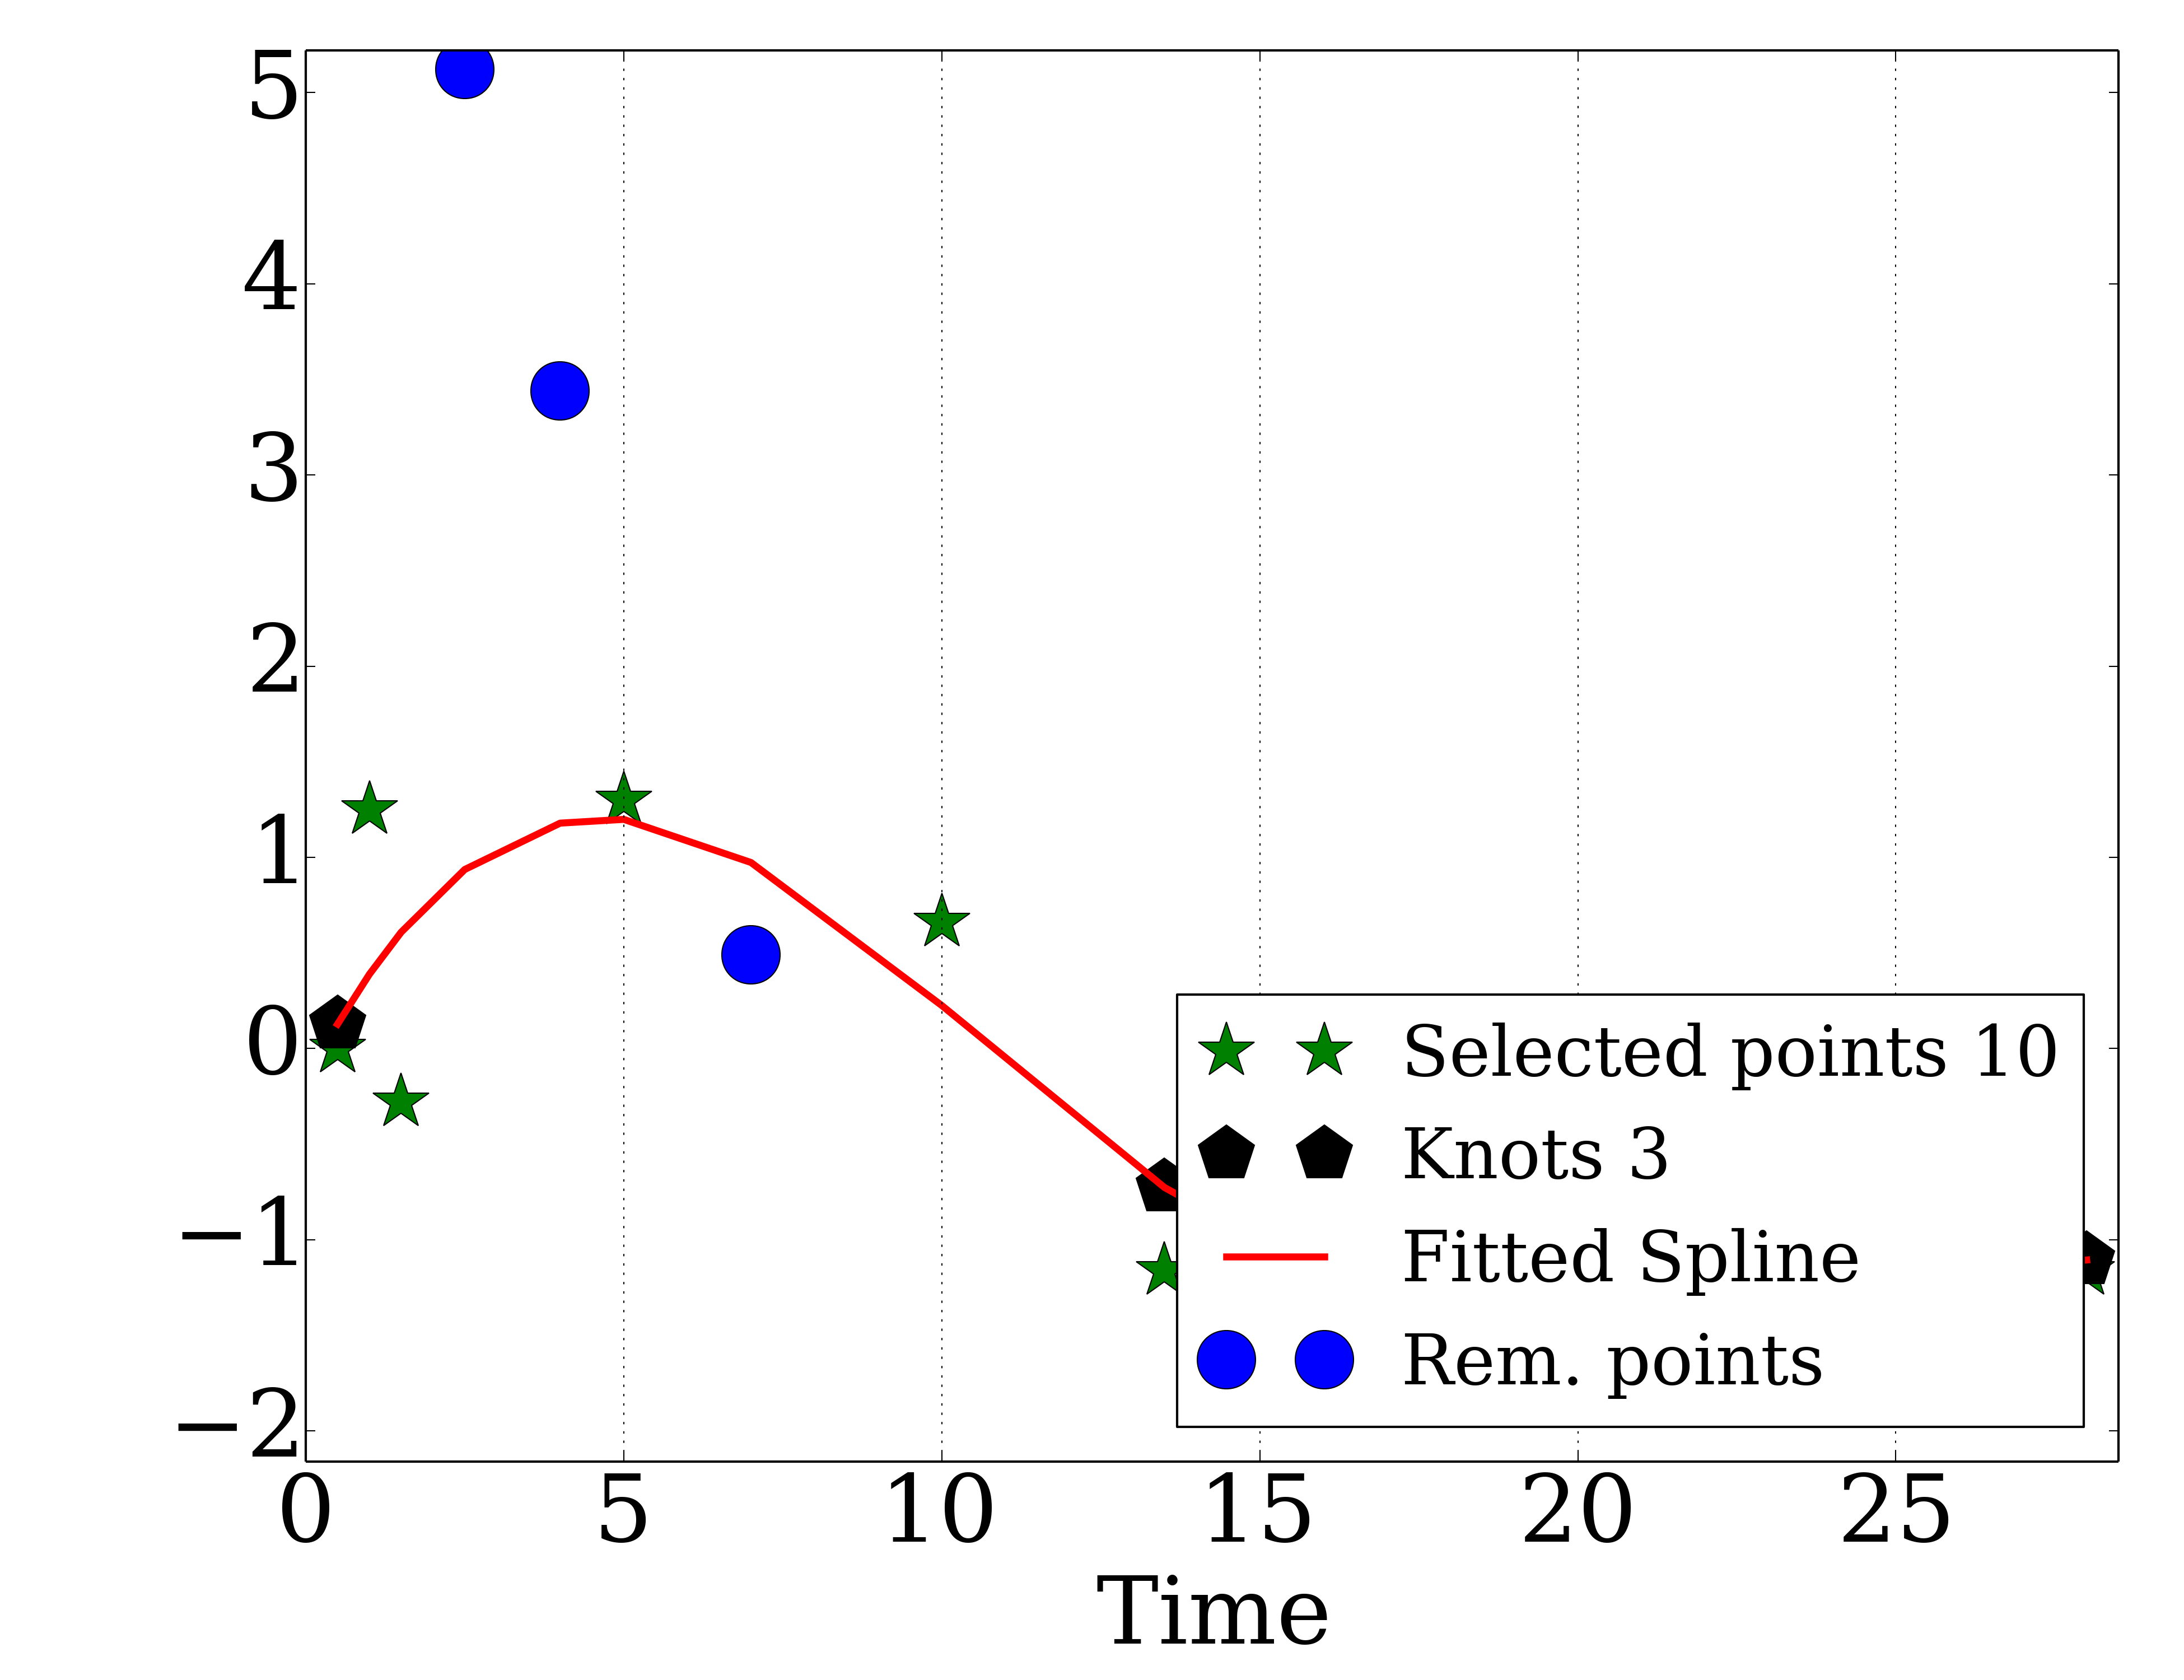 5
4
3
2
1
0
−1
−2
Selected points 10
Knots 3
Fitted Spline
Rem. points
0 5 10 15 20 25
Time